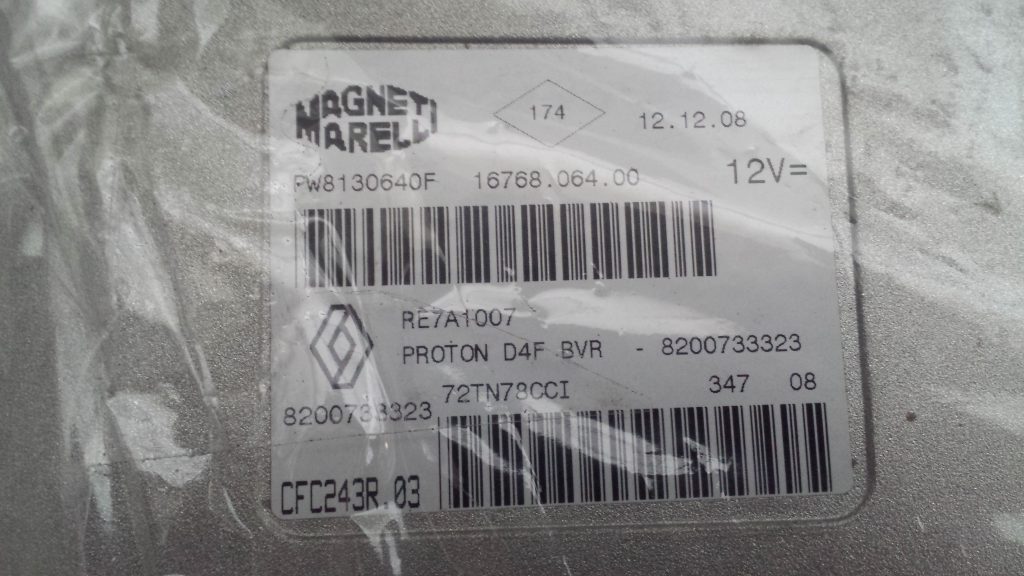 MAGNETI
MARELLI
174
12.12.08
PW8130640F 16768.064.00
12V=
RE7A1007
PROTON D4F BVR - 8200733323
72TN78CCI 347 08
8200733323
CFC243R.03